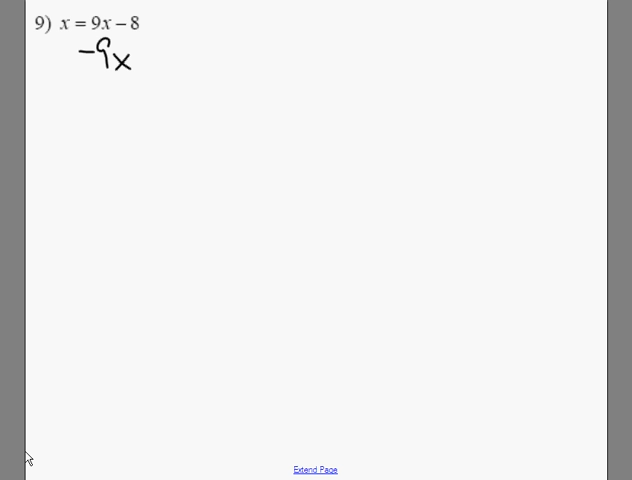 9) x = 9x – 8
–9x
Extend Page